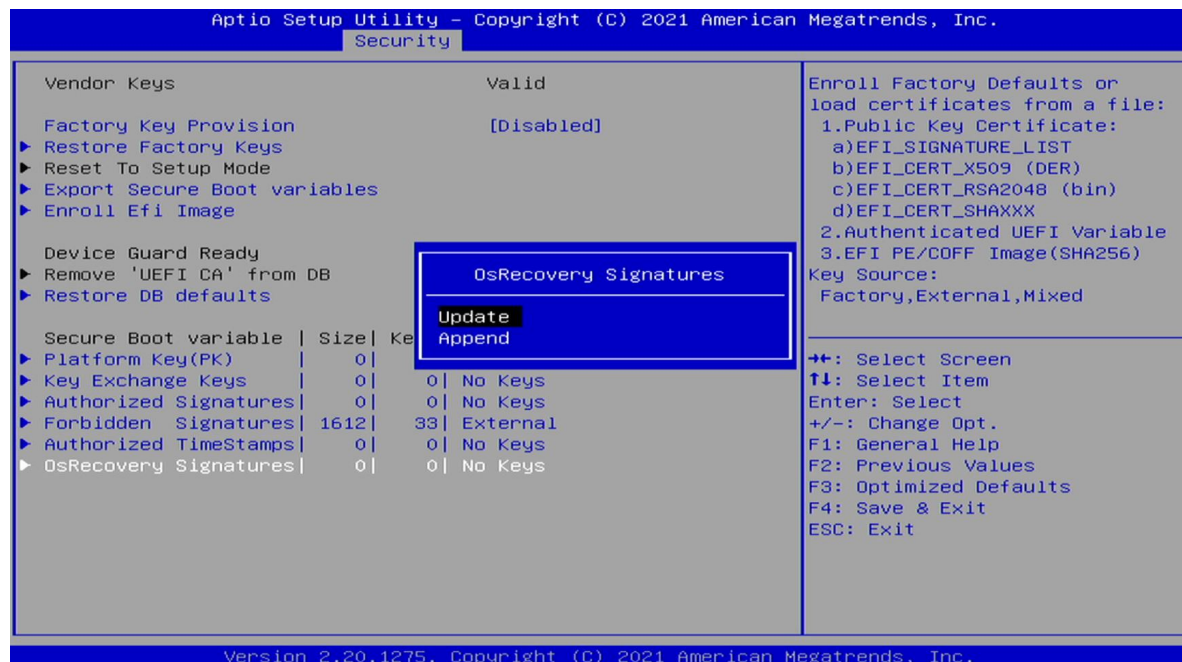 Aptio Setup Utility – Copyright (C) 2021 American Megatrends, Inc.
Security
Vendor Keys Valid
Factory Key Provision [Disabled]
Restore Factory Keys
Reset To Setup Mode
Export Secure Boot variables
Enroll Efi Image
Device Guard Ready
Remove 'UEFI CA' from DB
Restore DB defaults
Secure Boot variable | Size| Ke
Platform Key(PK) | 0|
Key Exchange Keys | 0| 0| No Keys
Authorized Signatures| 0| 0| No Keys
Forbidden Signatures| 1612| 33| External
Authorized TimeStamps| 0| 0| No Keys
OsRecovery Signatures| 0| 0| No Keys
OsRecovery Signatures
Update
Append
Enroll Factory Defaults or
load certificates from a file:
1.Public Key Certificate:
a)EFI_SIGNATURE_LIST
b)EFI_CERT_X509 (DER)
c)EFI_CERT_RSA2048 (bin)
d)EFI_CERT_SHAXXX
2.Authenticated UEFI Variable
3.EFI PE/COFF Image(SHA256)
Key Source:
Factory,External,Mixed
→←: Select Screen
↑↓: Select Item
Enter: Select
+/-: Change Opt.
F1: General Help
F2: Previous Values
F3: Optimized Defaults
F4: Save & Exit
ESC: Exit
Version 2.20.1275. Copyright (C) 2021 American Megatrends, Inc.